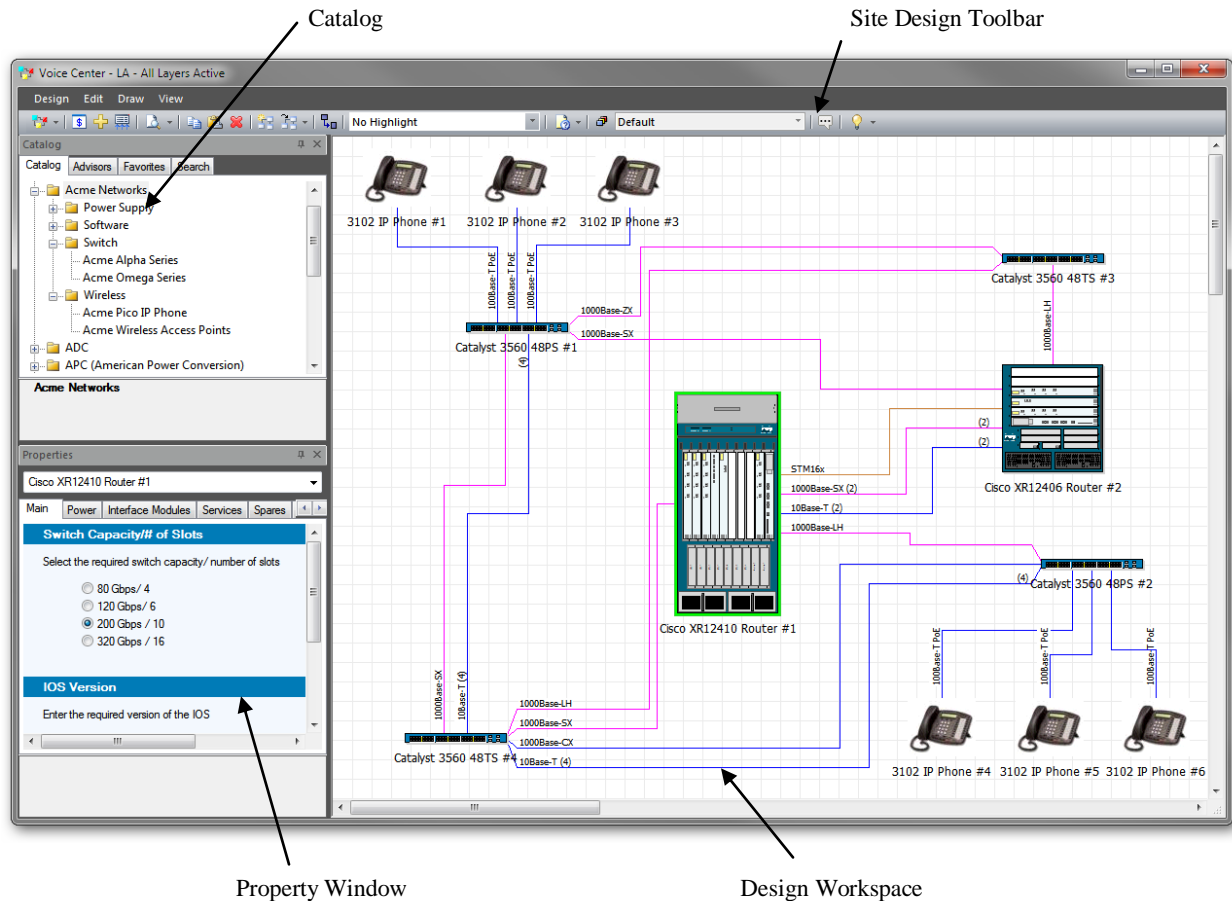 Catalog
Site Design Toolbar
Voice Center - LA - All Layers Active
Design Edit Draw View
No Highlight
Default
Catalog
Catalog Advisors Favorites Search
Acme Networks
Power Supply
Software
Switch
Acme Alpha Series
Acme Omega Series
Wireless
Acme Pico IP Phone
Acme Wireless Access Points
ADC
APC (American Power Conversion)
Acme Networks
Properties
Cisco XR12410 Router #1
Main Power Interface Modules Services Spares
Switch Capacity/# of Slots
Select the required switch capacity/ number of slots
80 Gbps/ 4
120 Gbps/ 6
200 Gbps / 10
320 Gbps / 16
IOS Version
Enter the required version of the IOS
3102 IP Phone #1
3102 IP Phone #2
3102 IP Phone #3
100Base-T PoE
100Base-T PoE
100Base-T PoE
Catalyst 3560 48PS #1
(4)
1000Base-ZX
1000Base-SX
Catalyst 3560 48TS #3
1000Base-LH
Cisco XR12406 Router #2
(2)
(2)
STM16x
1000Base-SX (2)
10Base-T (2)
1000Base-LH
Cisco XR12410 Router #1
(4)
Catalyst 3560 48PS #2
100Base-T PoE
100Base-T PoE
100Base-T PoE
1000Base-SX
10Base-T (4)
1000Base-LH
1000Base-SX
1000Base-CX
10Base-T (4)
Catalyst 3560 48TS #4
3102 IP Phone #4
3102 IP Phone #5
3102 IP Phone #6
Property Window
Design Workspace